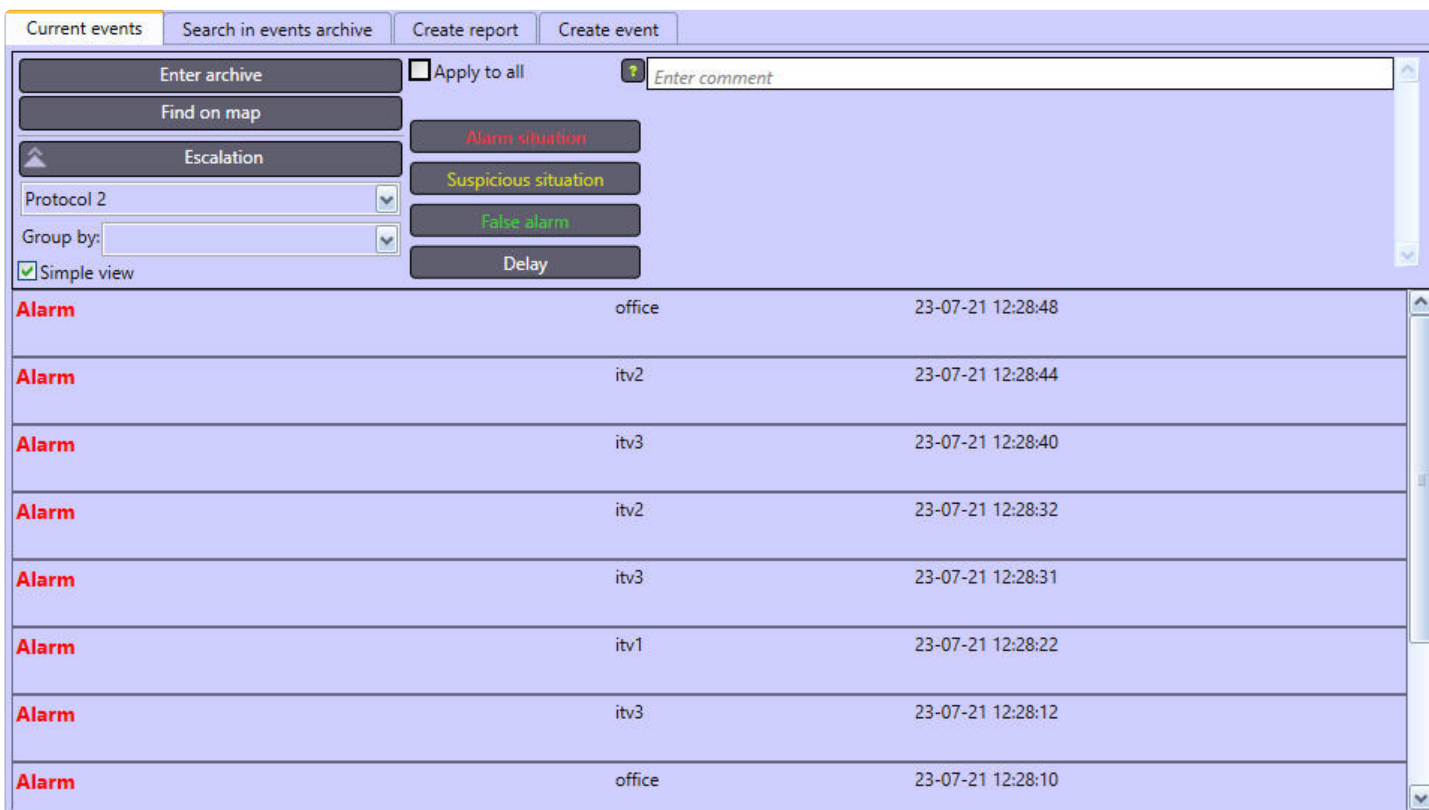 Current events Search in events archive Create report Create event
Enter archive Apply to all ? Enter comment
Find on map
Alarm situation
Escalation
Suspicious situation
Protocol 2
False alarm
Group by:
Delay
Simple view
Alarm office 23-07-21 12:28:48
Alarm itv2 23-07-21 12:28:44
Alarm itv3 23-07-21 12:28:40
Alarm itv2 23-07-21 12:28:32
Alarm itv3 23-07-21 12:28:31
Alarm itv1 23-07-21 12:28:22
Alarm itv3 23-07-21 12:28:12
Alarm office 23-07-21 12:28:10